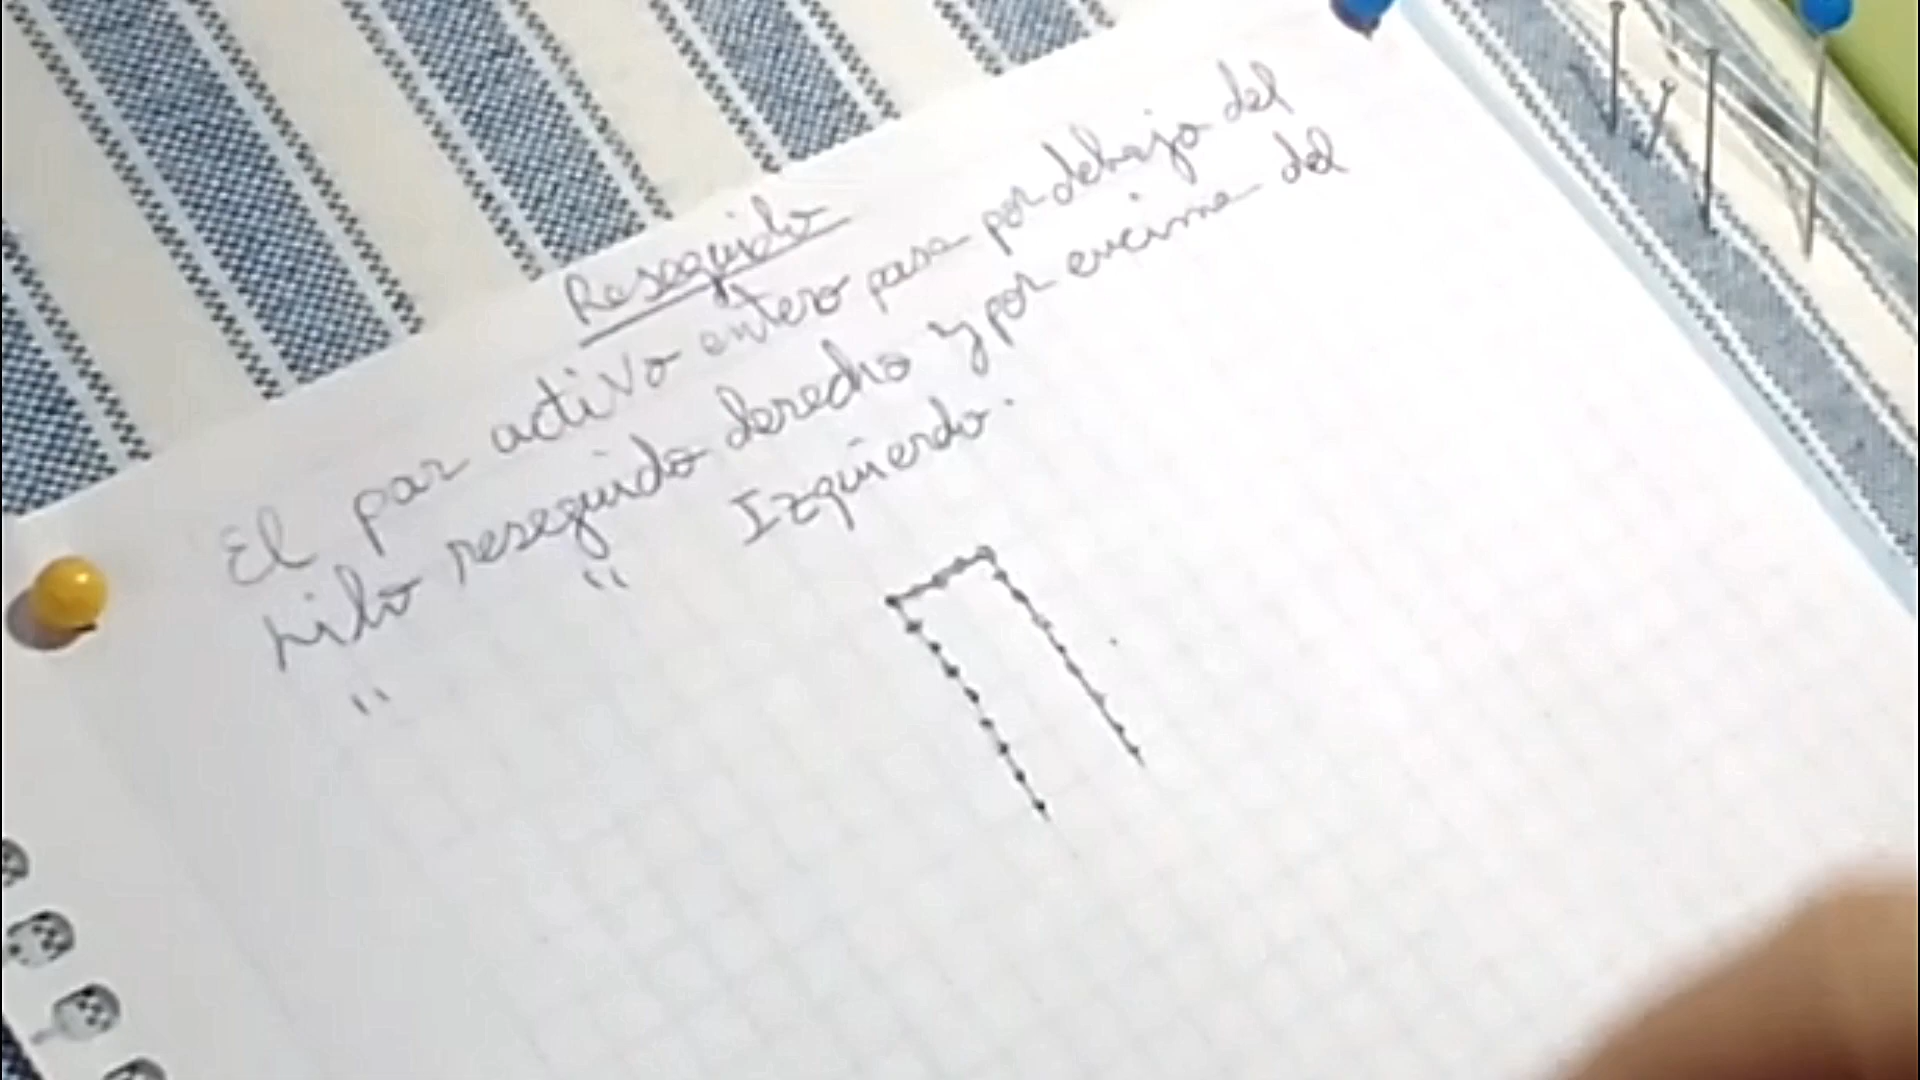 Reseguido
El par activo entero pasa por debajo del
hilo reseguido derecho y por encima del
" " Izquierdo.